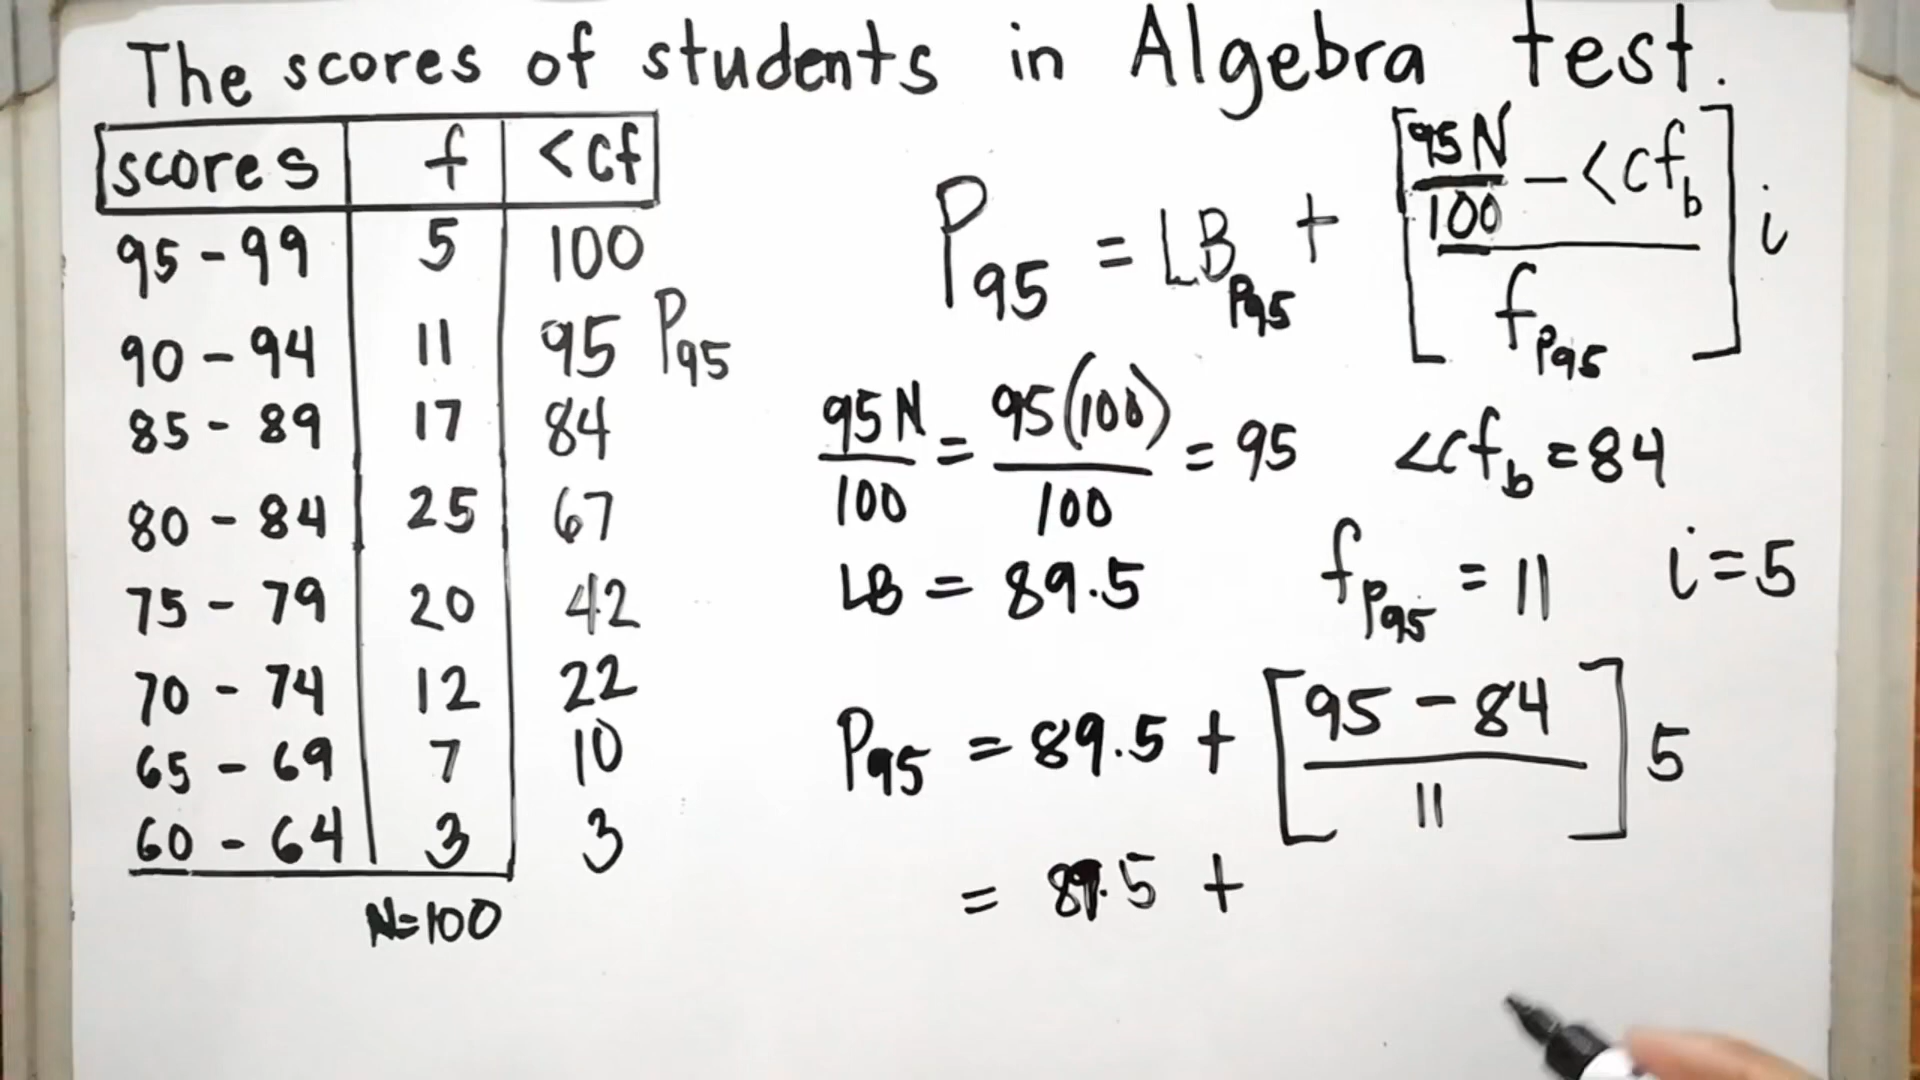 The scores of students in Algebra test.
scores f <cf
95 - 99 5 100
90 - 94 11 95 P95
85 - 89 17 84
80 - 84 25 67
75 - 79 20 42
70 - 74 12 22
65 - 69 7 10
60 - 64 3 3
N=100
P95 = LBP95 + [95N/100 - <cfb / fP95] i
95N/100 = 95(100)/100 = 95 <cfb = 84
LB = 89.5 fP95 = 11 i = 5
P95 = 89.5 + [95 - 84 / 11] 5
= 89.5 +